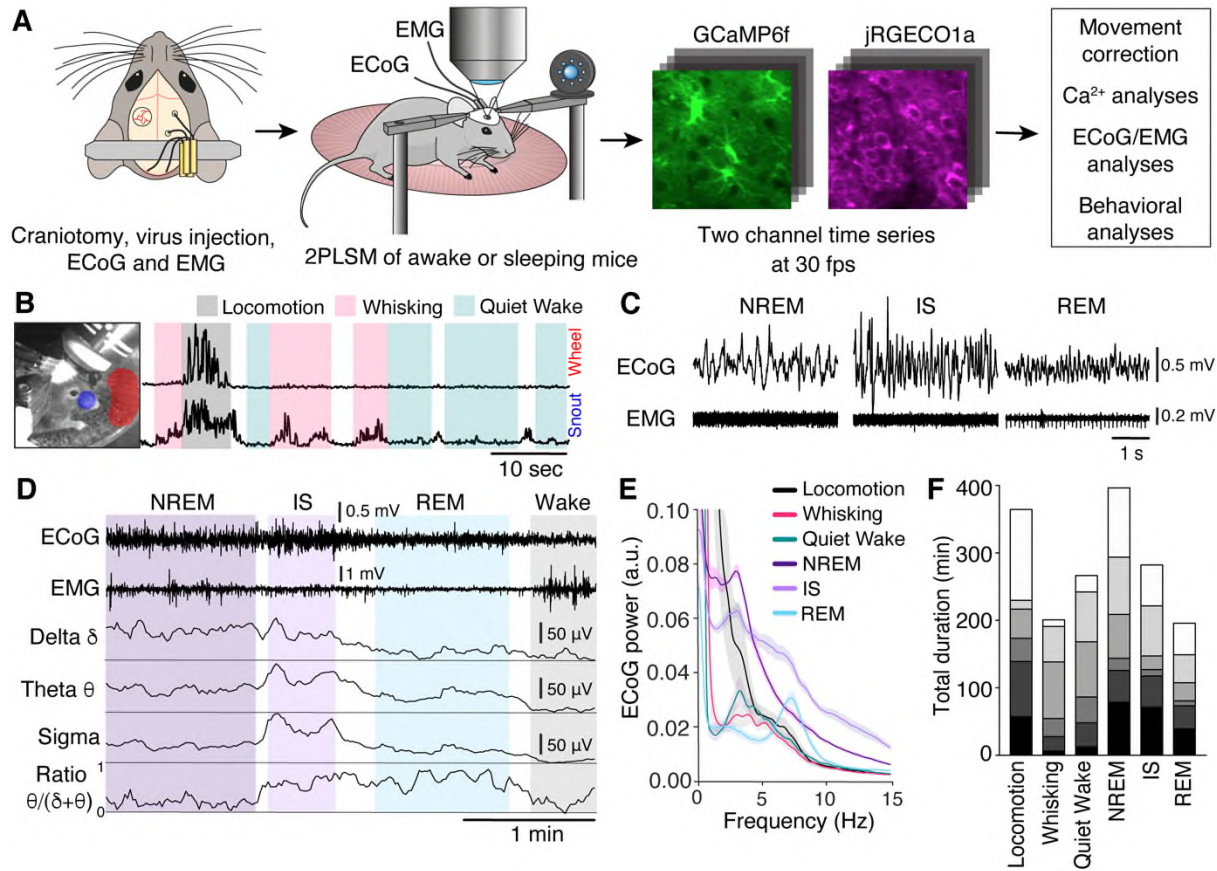 A
EMG
ECoG
GCaMP6f
jRGECO1a
Movement
correction
Ca²⁺ analyses
ECoG/EMG
analyses
Behavioral
analyses
Craniotomy, virus injection,
ECoG and EMG
2PLSM of awake or sleeping mice
Two channel time series
at 30 fps
B
Locomotion
Whisking
Quiet Wake
Wheel
Snout
10 sec
C
NREM
IS
REM
ECoG
0.5 mV
EMG
0.2 mV
1 s
D
NREM
IS
REM
Wake
ECoG
0.5 mV
EMG
1 mV
Delta δ
50 µV
Theta θ
50 µV
Sigma
50 µV
Ratio
θ/(δ+θ)
1
0
1 min
E
Locomotion
Whisking
Quiet Wake
NREM
IS
REM
ECoG power (a.u.)
0.10
0.08
0.06
0.04
0.02
0.00
0
5
10
15
Frequency (Hz)
F
Total duration (min)
400
300
200
100
0
Locomotion
Whisking
Quiet Wake
NREM
IS
REM